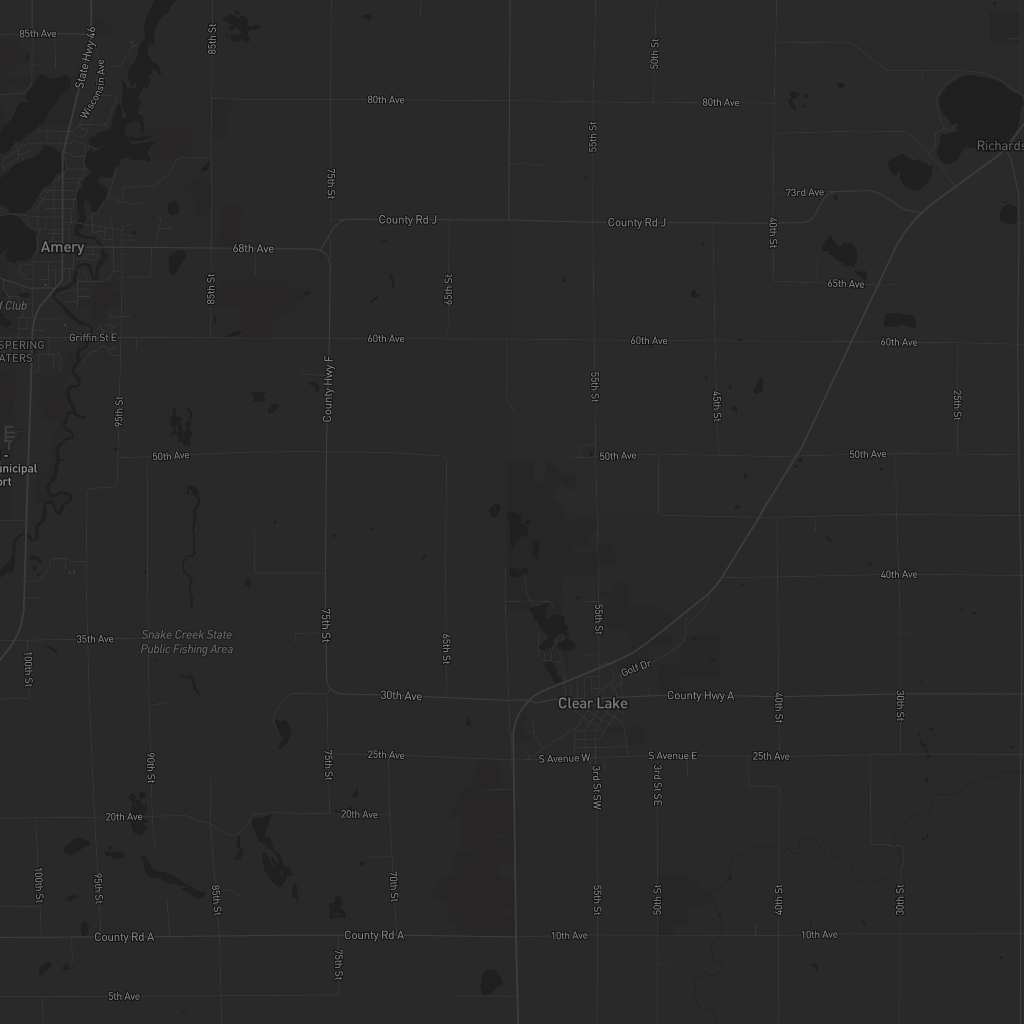 85th Ave
State Hwy 46
Wisconsin Ave
85th St
50th St
80th Ave
80th Ave
55th St
Richards
75th St
73rd Ave
County Rd J
County Rd J
40th St
Amery
68th Ave
85th St
65th St
65th Ave
f Club
Griffin St E
60th Ave
60th Ave
60th Ave
SPERING
ATERS
County Hwy F
55th St
45th St
25th St
95th St
50th Ave
50th Ave
50th Ave
-
unicipal
ort
40th Ave
75th St
55th St
65th St
35th Ave
Snake Creek State
Public Fishing Area
100th St
Golf Dr
30th Ave
County Hwy A
Clear Lake
40th St
30th St
25th Ave
S Avenue W
S Avenue E
25th Ave
90th St
75th St
3rd St SW
3rd St SE
20th Ave
20th Ave
100th St
95th St
85th St
70th St
55th St
50th St
40th St
30th St
County Rd A
County Rd A
10th Ave
10th Ave
75th St
5th Ave